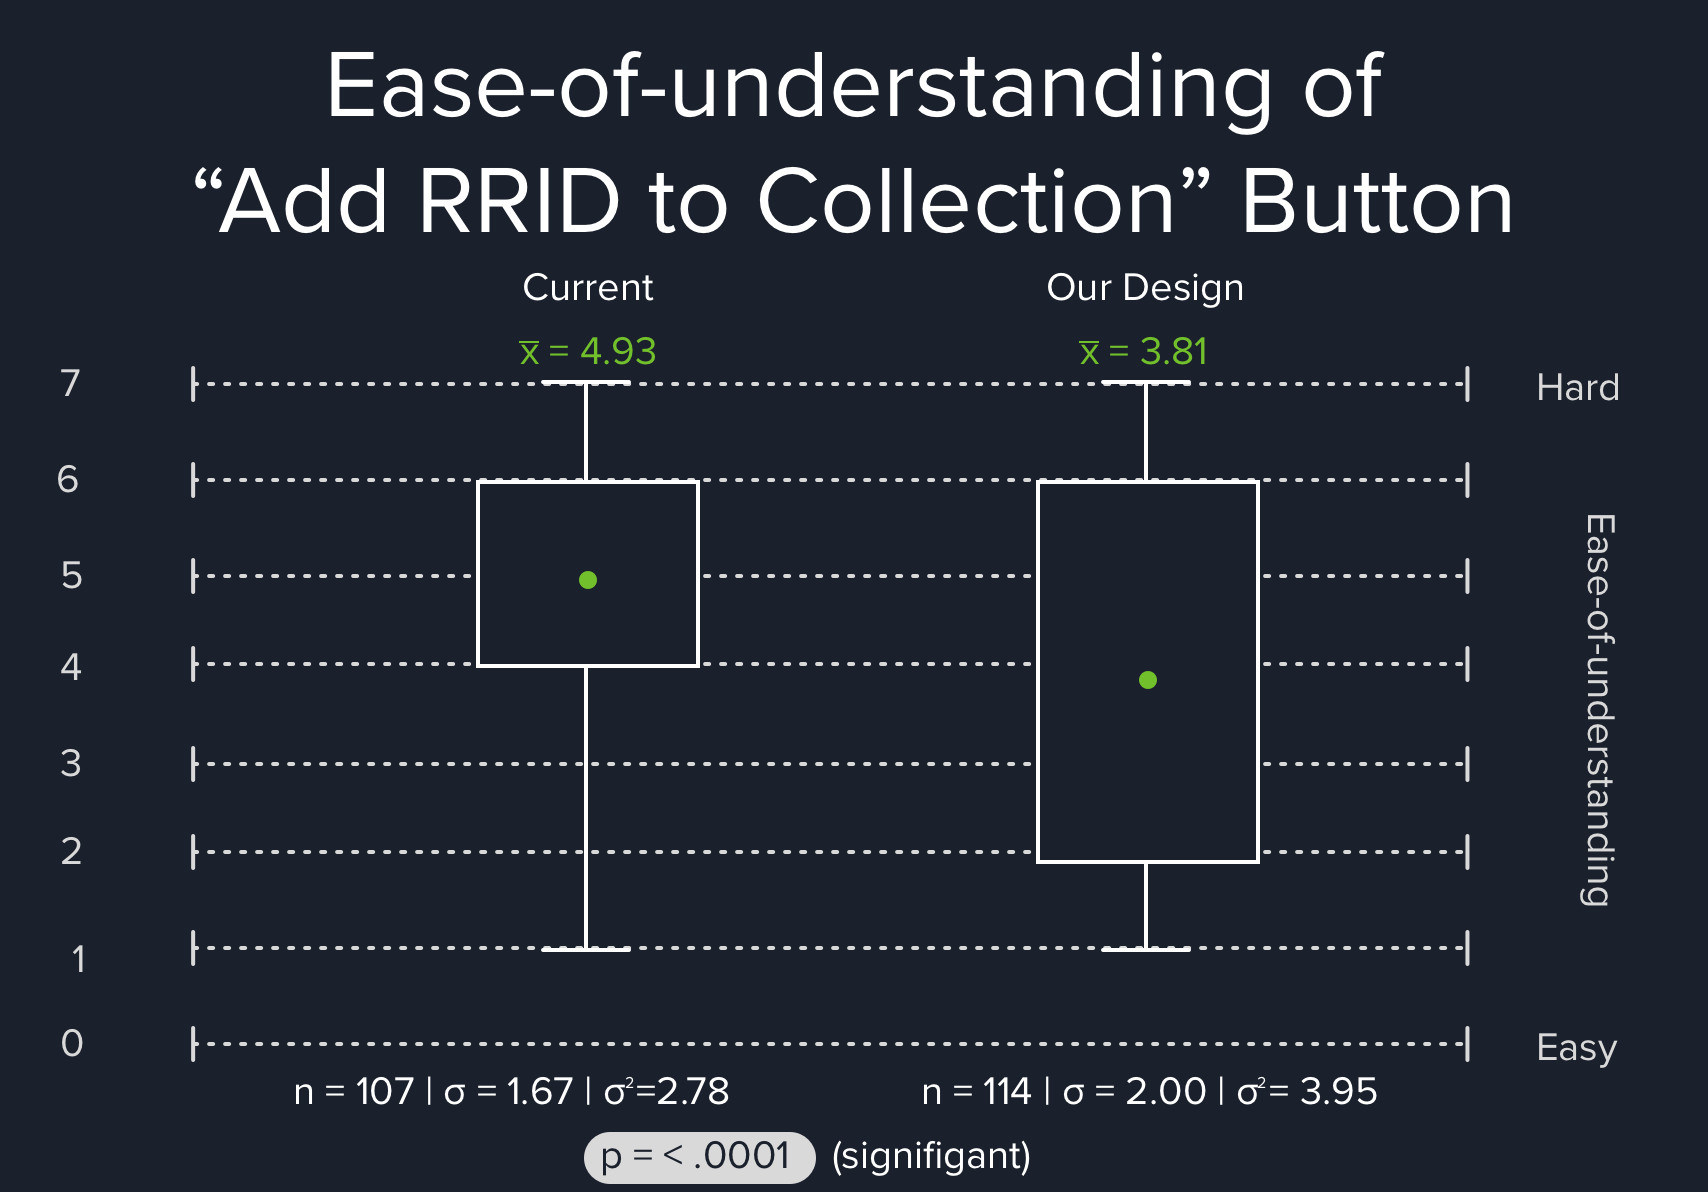 Ease-of-understanding of
“Add RRID to Collection” Button
Current
Our Design
x̅ = 4.93
x̅ = 3.81
7
Hard
6
5
4
3
2
1
0
Easy
Ease-of-understanding
n = 107 | σ = 1.67 | σ²=2.78
n = 114 | σ = 2.00 | σ²= 3.95
p = < .0001 (signifigant)